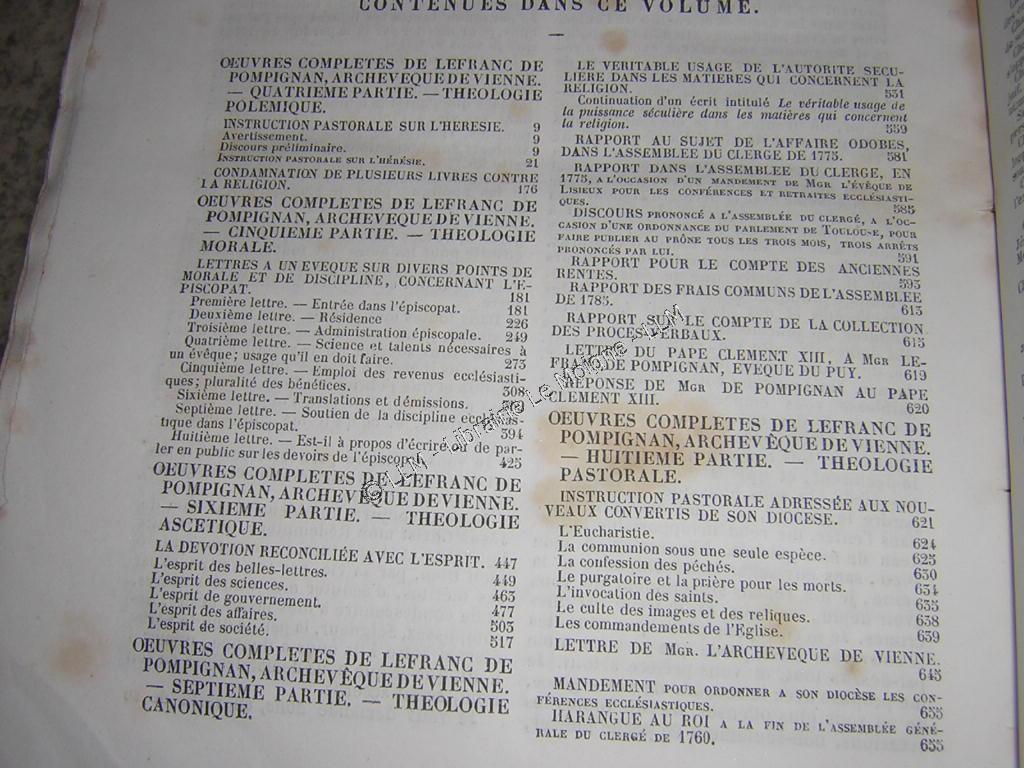 CONTENUES DANS CE VOLUME.
OEUVRES COMPLETES DE LEFRANC DE
POMPIGNAN, ARCHEVEQUE DE VIENNE.
— QUATRIEME PARTIE. — THEOLOGIE
POLEMIQUE.
INSTRUCTION PASTORALE SUR L'HERESIE. 9
Avertissement. 9
Discours préliminaire. 9
INSTRUCTION PASTORALE SUR L'HÉRÉSIE. 21
CONDAMNATION DE PLUSIEURS LIVRES CONTRE
LA RELIGION. 176
OEUVRES COMPLETES DE LEFRANC DE
POMPIGNAN, ARCHEVEQUE DE VIENNE.
— CINQUIEME PARTIE. — THEOLOGIE
MORALE.
LETTRES A UN EVEQUE SUR DIVERS POINTS DE
MORALE ET DE DISCIPLINE, CONCERNANT L'E-
PISCOPAT. 181
Première lettre. — Entrée dans l'épiscopat. 181
Deuxième lettre. — Résidence 226
Troisième lettre. — Administration épiscopale. 249
Quatrième lettre. — Science et talents nécessaires à
un évêque; usage qu'il en doit faire. 273
Cinquième lettre. — Emploi des revenus ecclésiasti-
ques; pluralité des bénéfices. 308
Sixième lettre. — Translations et démissions.
Septième lettre. — Soutien de la discipline ecclésias-
tique dans l'épiscopat. 394
Huitième lettre. — Est-il à propos d'écrire ou de par-
ler en public sur les devoirs de l'épiscopat 425
OEUVRES COMPLETES DE LEFRANC DE
POMPIGNAN, ARCHEVÊQUE DE VIENNE.
— SIXIEME PARTIE. — THEOLOGIE
ASCETIQUE.
LA DEVOTION RECONCILIÉE AVEC L'ESPRIT. 447
L'esprit des belles-lettres. 449
L'esprit des sciences. 463
L'esprit de gouvernement. 477
L'esprit des affaires. 503
L'esprit de société. 517
OEUVRES COMPLETES DE LEFRANC DE
POMPIGNAN, ARCHEVÊQUE DE VIENNE.
— SEPTIEME PARTIE. — THEOLOGIE
CANONIQUE.
LE VERITABLE USAGE DE L'AUTORITE SECU-
LIERE DANS LES MATIERES QUI CONCERNENT LA
RELIGION. 531
Continuation d'un écrit intitulé Le véritable usage de
la puissance séculière dans les matières qui concernent
la religion. 559
RAPPORT AU SUJET DE L'AFFAIRE ODOBES,
DANS L'ASSEMBLEE DU CLERGE DE 1775. 581
RAPPORT DANS L'ASSEMBLEE DU CLERGE, EN
1775, A L'OCCASION D'UN MANDEMENT DE MGR L'ÉVÊQUE DE
LISIEUX POUR LES CONFÉRENCES ET RETRAITES ECCLÉSIASTI-
QUES. 585
DISCOURS PRONONCÉ A L'ASSEMBLÉE DU CLERGÉ, A L'OC-
CASION D'UNE ORDONNANCE DU PARLEMENT DE TOULOUSE, POUR
FAIRE PUBLIER AU PRÔNE TOUS LES TROIS MOIS, TROIS ARRÊTS
PRONONCÉS PAR LUI. 591
RAPPORT POUR LE COMPTE DES ANCIENNES
RENTES. 593
RAPPORT DES FRAIS COMMUNS DE L'ASSEMBLEE
DE 1785. 613
RAPPORT SUR LE COMPTE DE LA COLLECTION
DES PROCES-VERBAUX. 615
LETTRE DU PAPE CLEMENT XIII, A MGR LE-
FRANC DE POMPIGNAN, EVEQUE DU PUY. 619
REPONSE DE MGR DE POMPIGNAN AU PAPE
CLEMENT XIII. 620
OEUVRES COMPLETES DE LEFRANC DE
POMPIGNAN, ARCHEVÊQUE DE VIENNE.
— HUITIEME PARTIE. — THEOLOGIE
PASTORALE.
INSTRUCTION PASTORALE ADRESSÉE AUX NOU-
VEAUX CONVERTIS DE SON DIOCESE. 621
L'Eucharistie. 624
La communion sous une seule espèce. 625
La confession des péchés. 630
Le purgatoire et la prière pour les morts. 634
L'invocation des saints. 635
Le culte des images et des reliques. 638
Les commandements de l'Eglise. 639
LETTRE DE MGR. L'ARCHEVEQUE DE VIENNE.
645
MANDEMENT POUR ORDONNER A SON DIOCÈSE LES CON-
FÉRENCES ECCLÉSIASTIQUES. 655
HARANGUE AU ROI A LA FIN DE L'ASSEMBLÉE GÉNÉ-
RALE DU CLERGÉ DE 1760. 655
© LLM - Librairie Le Moigne - LLM